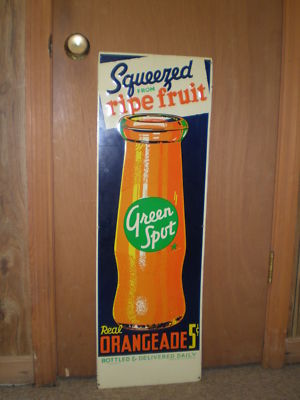 Squeezed
FROM
ripe fruit
Green
Spot
Real
ORANGEADE 5¢
BOTTLED & DELIVERED DAILY